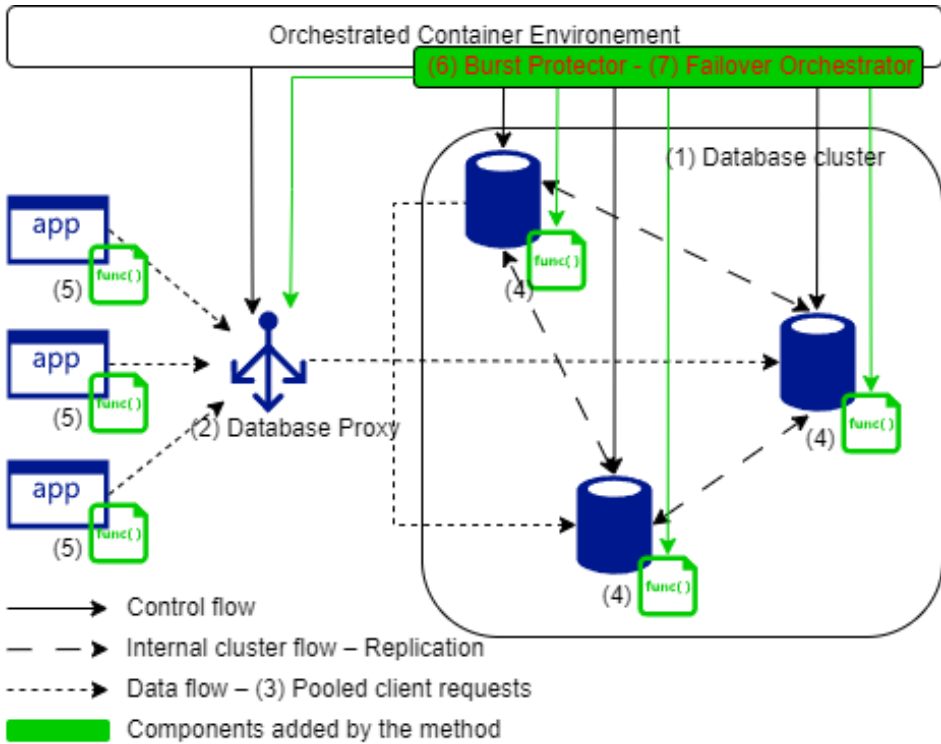 Orchestrated Container Environement
(6) Burst Protector - (7) Failover Orchestrator
(1) Database cluster
app
func( )
(5)
func( )
(4)
app
func( )
(5)
(2) Database Proxy
func( )
(4)
app
func( )
(5)
func( )
(4)
Control flow
Internal cluster flow – Replication
Data flow – (3) Pooled client requests
Components added by the method